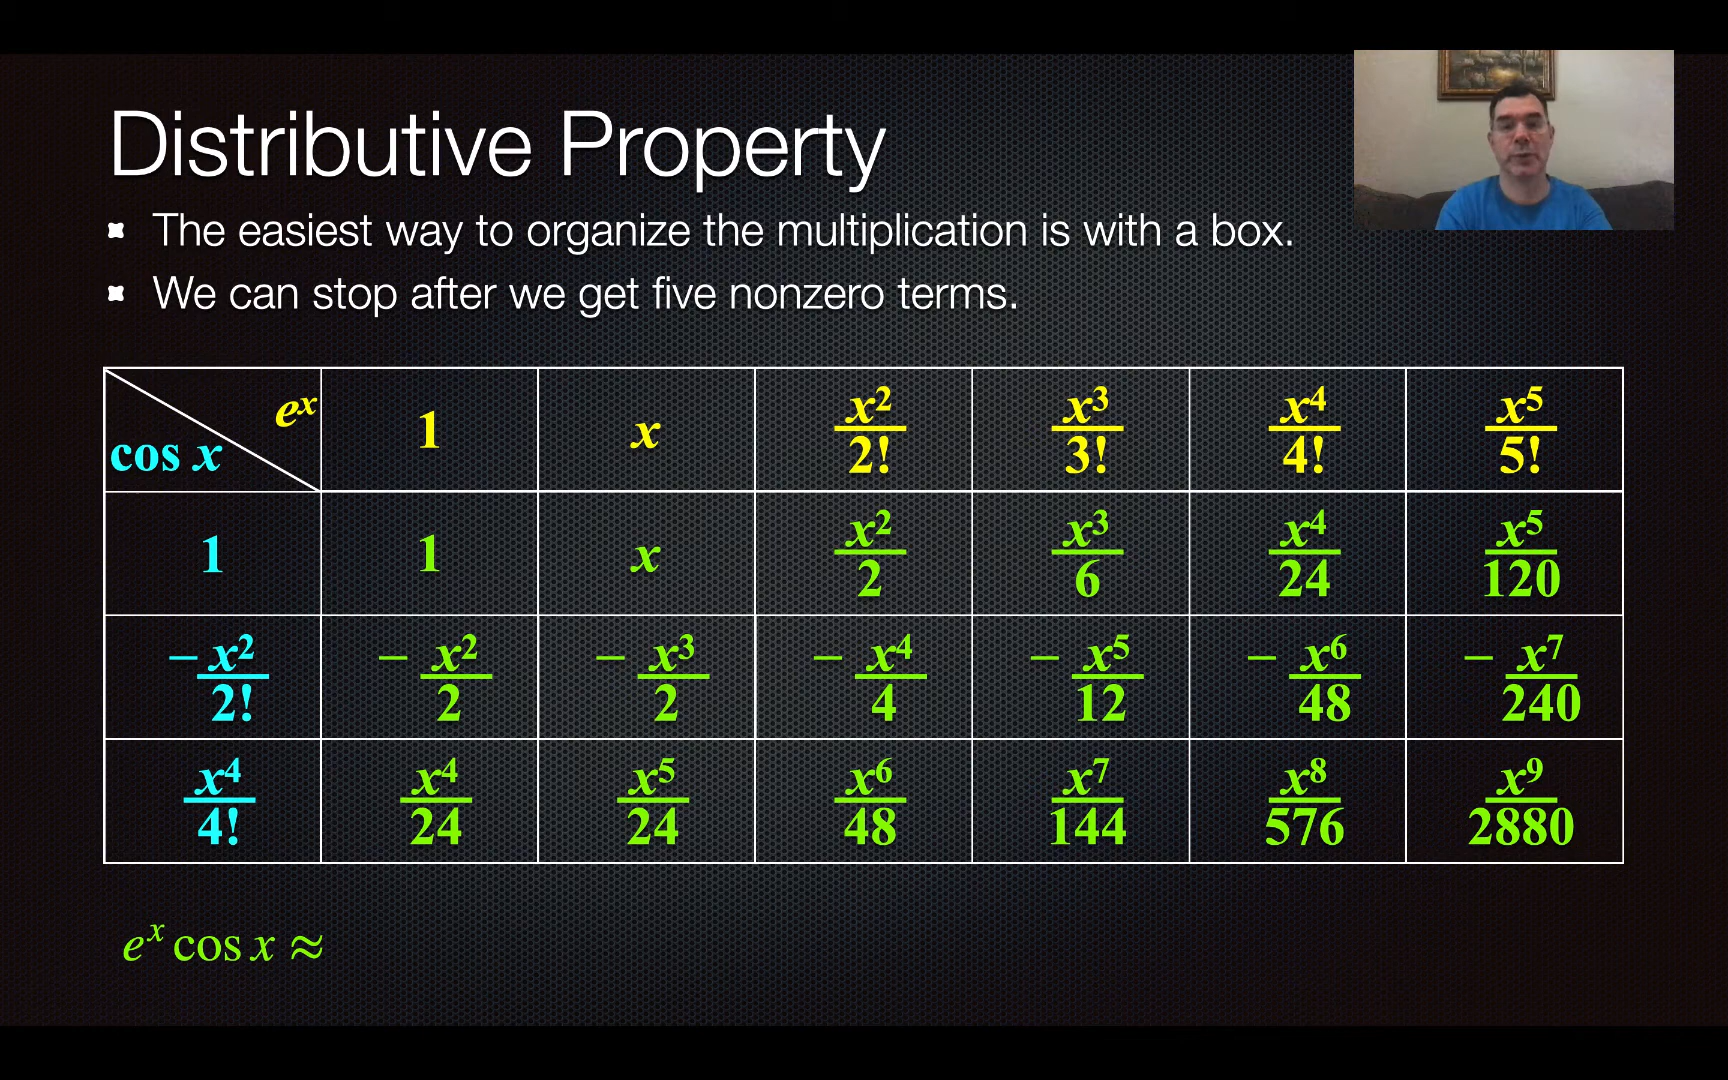 Distributive Property
The easiest way to organize the multiplication is with a box.
We can stop after we get five nonzero terms.
cos x \ eˣ | 1 | x | x²/2! | x³/3! | x⁴/4! | x⁵/5!
1 | 1 | x | x²/2 | x³/6 | x⁴/24 | x⁵/120
− x²/2! | − x²/2 | − x³/2 | − x⁴/4 | − x⁵/12 | − x⁶/48 | − x⁷/240
x⁴/4! | x⁴/24 | x⁵/24 | x⁶/48 | x⁷/144 | x⁸/576 | x⁹/2880
eˣ cos x ≈